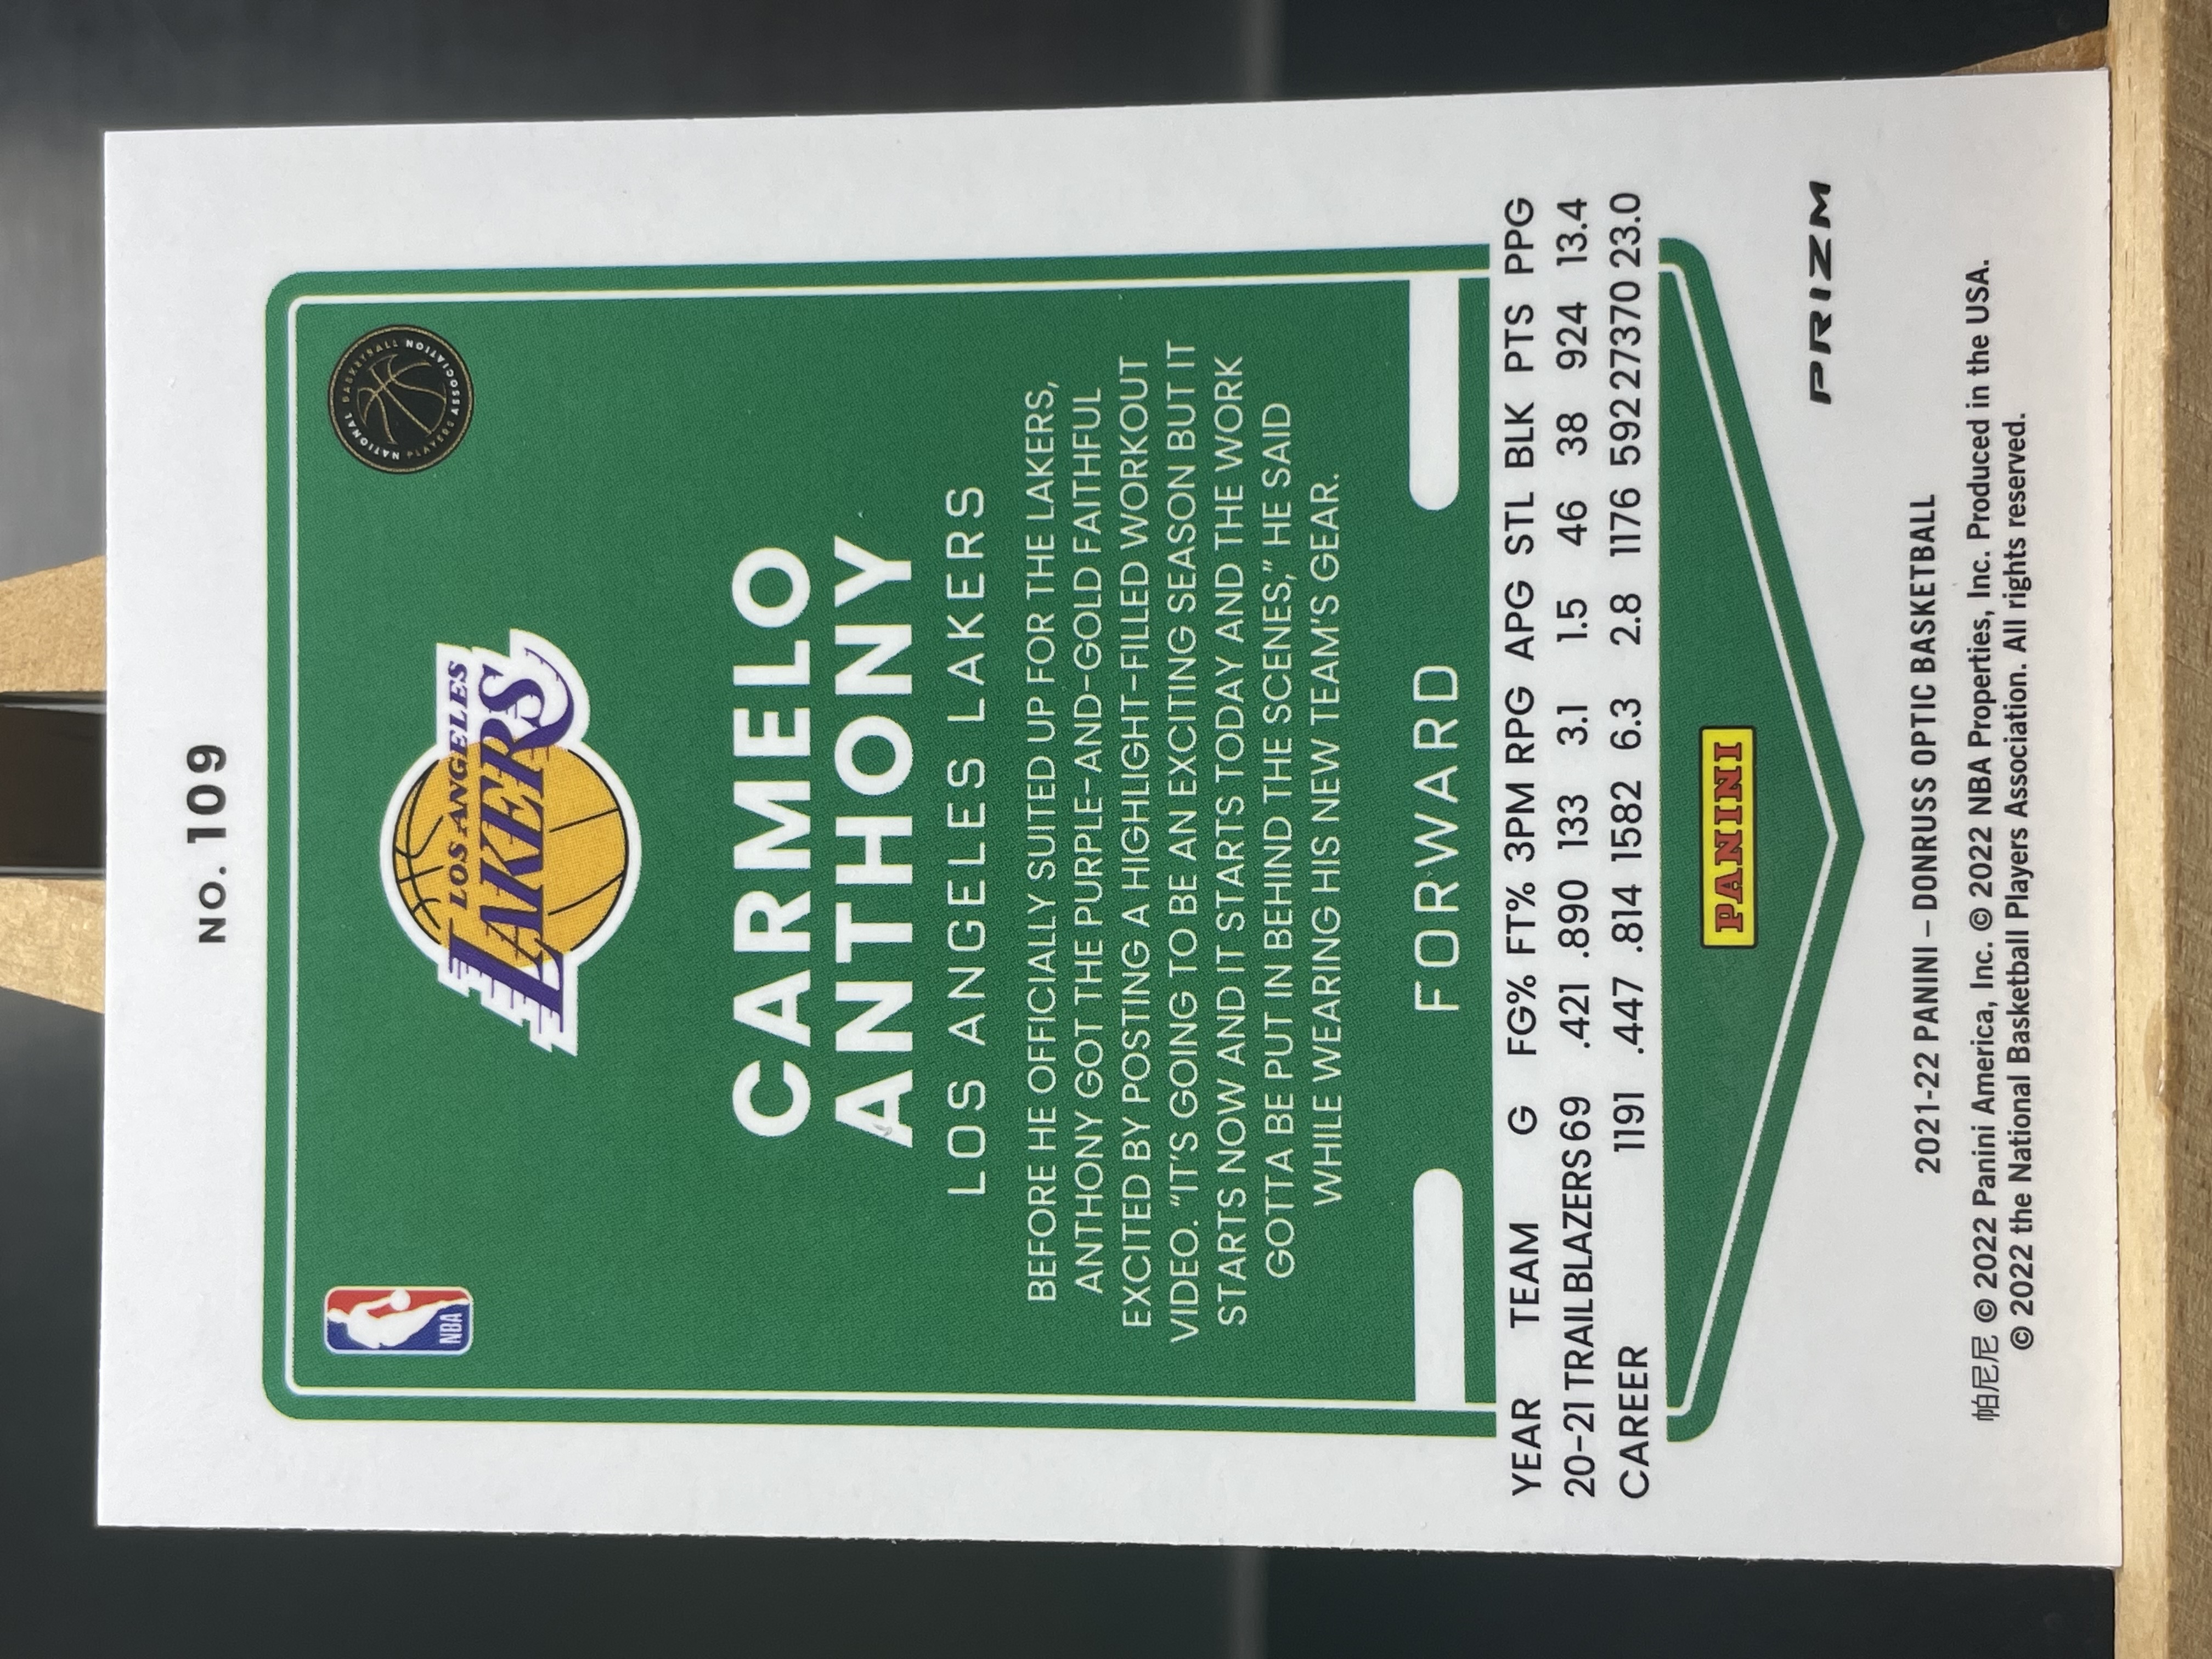 NO. 109
NBA
NATIONAL BASKETBALL PLAYERS ASSOCIATION
LOS ANGELES
LAKERS
CARMELO
ANTHONY
LOS ANGELES LAKERS
BEFORE HE OFFICIALLY SUITED UP FOR THE LAKERS,
ANTHONY GOT THE PURPLE-AND-GOLD FAITHFUL
EXCITED BY POSTING A HIGHLIGHT-FILLED WORKOUT
VIDEO. “IT’S GOING TO BE AN EXCITING SEASON BUT IT
STARTS NOW AND IT STARTS TODAY AND THE WORK
GOTTA BE PUT IN BEHIND THE SCENES,” HE SAID
WHILE WEARING HIS NEW TEAM’S GEAR.
FORWARD
YEAR TEAM G FG% FT% 3PM RPG APG STL BLK PTS PPG
20-21 TRAIL BLAZERS 69 .421 .890 133 3.1 1.5 46 38 924 13.4
CAREER 1191 .447 .814 1582 6.3 2.8 1176 592 27370 23.0
PANINI
PRIZM
2021-22 PANINI – DONRUSS OPTIC BASKETBALL
帕尼尼 © 2022 Panini America, Inc. © 2022 NBA Properties, Inc. Produced in the USA.
© 2022 the National Basketball Players Association. All rights reserved.